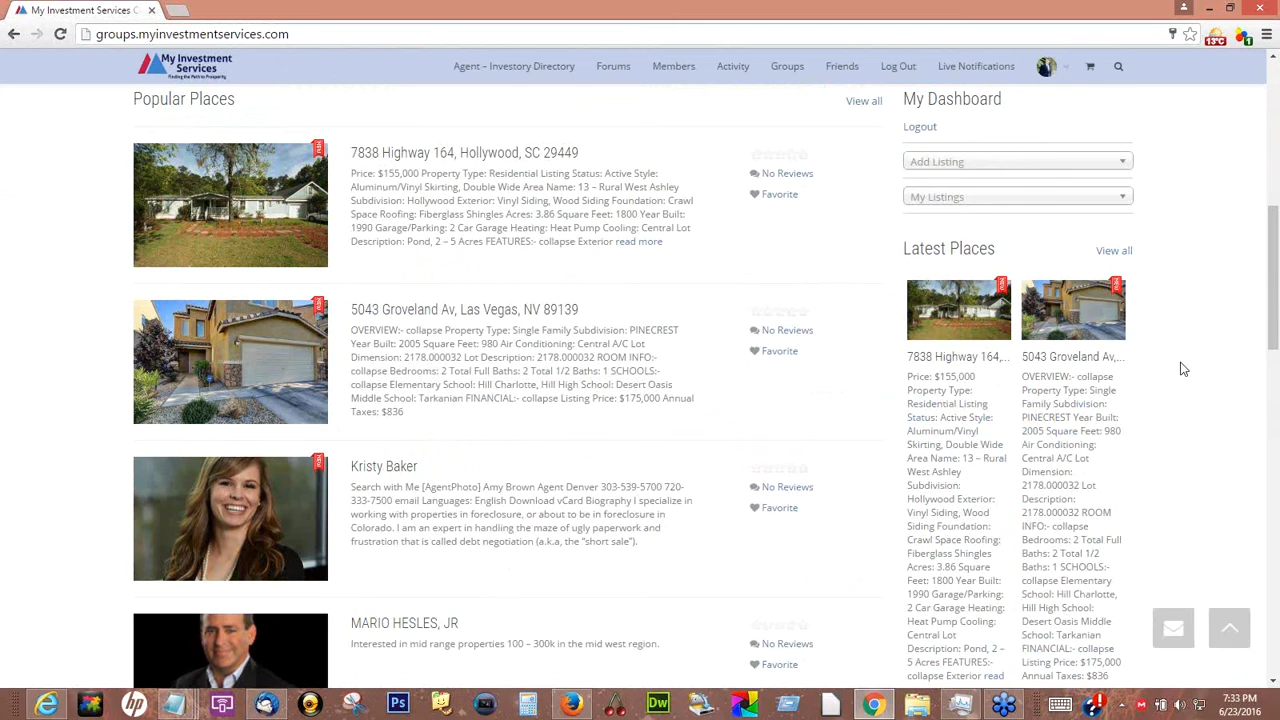 My Investment Services C
groups.myinvestmentservices.com
13°C
1
My Investment
Services
Finding the Path to Prosperity
Agent – Investory Directory
Forums
Members
Activity
Groups
Friends
Log Out
Live Notifications
Popular Places
View all
7838 Highway 164, Hollywood, SC 29449
Price: $155,000 Property Type: Residential Listing Status: Active Style:
Aluminum/Vinyl Skirting, Double Wide Area Name: 13 – Rural West Ashley
Subdivision: Hollywood Exterior: Vinyl Siding, Wood Siding Foundation: Crawl
Space Roofing: Fiberglass Shingles Acres: 3.86 Square Feet: 1800 Year Built:
1990 Garage/Parking: 2 Car Garage Heating: Heat Pump Cooling: Central Lot
Description: Pond, 2 – 5 Acres FEATURES:- collapse Exterior read more
No Reviews
Favorite
5043 Groveland Av, Las Vegas, NV 89139
OVERVIEW:- collapse Property Type: Single Family Subdivision: PINECREST
Year Built: 2005 Square Feet: 980 Air Conditioning: Central A/C Lot
Dimension: 2178.000032 Lot Description: 2178.000032 ROOM INFO:-
collapse Bedrooms: 2 Total Full Baths: 2 Total 1/2 Baths: 1 SCHOOLS:-
collapse Elementary School: Hill Charlotte, Hill High School: Desert Oasis
Middle School: Tarkanian FINANCIAL:- collapse Listing Price: $175,000 Annual
Taxes: $836
No Reviews
Favorite
Kristy Baker
Search with Me [AgentPhoto] Amy Brown Agent Denver 303-539-5700 720-
333-7500 email Languages: English Download vCard Biography I specialize in
working with properties in foreclosure, or about to be in foreclosure in
Colorado. I am an expert in handling the maze of ugly paperwork and
frustration that is called debt negotiation (a.k.a, the "short sale").
No Reviews
Favorite
MARIO HESLES, JR
Interested in mid range properties 100 – 300k in the mid west region.
No Reviews
Favorite
My Dashboard
Logout
Add Listing
My Listings
Latest Places
View all
7838 Highway 164,...
Price: $155,000
Property Type:
Residential Listing
Status: Active Style:
Aluminum/Vinyl
Skirting, Double Wide
Area Name: 13 – Rural
West Ashley
Subdivision:
Hollywood Exterior:
Vinyl Siding, Wood
Siding Foundation:
Crawl Space Roofing:
Fiberglass Shingles
Acres: 3.86 Square
Feet: 1800 Year Built:
1990 Garage/Parking:
2 Car Garage Heating:
Heat Pump Cooling:
Central Lot
Description: Pond, 2 –
5 Acres FEATURES:-
collapse Exterior read
5043 Groveland Av,...
OVERVIEW:- collapse
Property Type: Single
Family Subdivision:
PINECREST Year Built:
2005 Square Feet: 980
Air Conditioning:
Central A/C Lot
Dimension:
2178.000032 Lot
Description:
2178.000032 ROOM
INFO:- collapse
Bedrooms: 2 Total Full
Baths: 2 Total 1/2
Baths: 1 SCHOOLS:-
collapse Elementary
School: Hill Charlotte,
Hill High School:
Desert Oasis Middle
School: Tarkanian
FINANCIAL:- collapse
Listing Price: $175,000
Annual Taxes: $836
hp
Ps
Dw
7:33 PM
6/23/2016